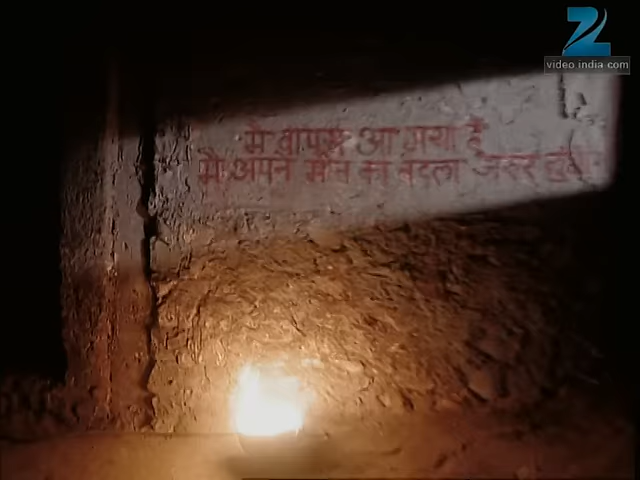 Z
video india com
मै वापस आ गया हूँ
मै अपने मौत का बदला जरुर लूंगा